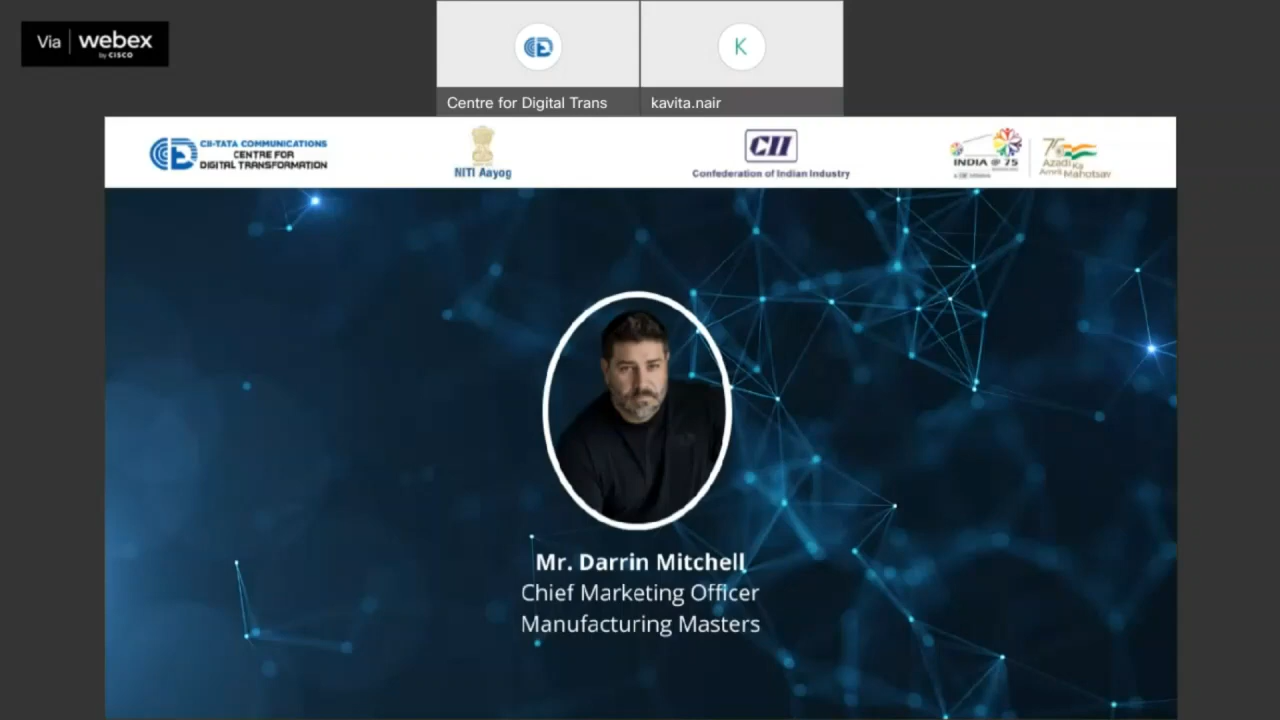 Via webex
by CISCO
K
Centre for Digital Trans
kavita.nair
CII-TATA COMMUNICATIONS
CENTRE FOR
DIGITAL TRANSFORMATION
NITI Aayog
CII
Confederation of Indian Industry
INDIA @ 75
Azadi Ka
Amrit Mahotsav
Mr. Darrin Mitchell
Chief Marketing Officer
Manufacturing Masters